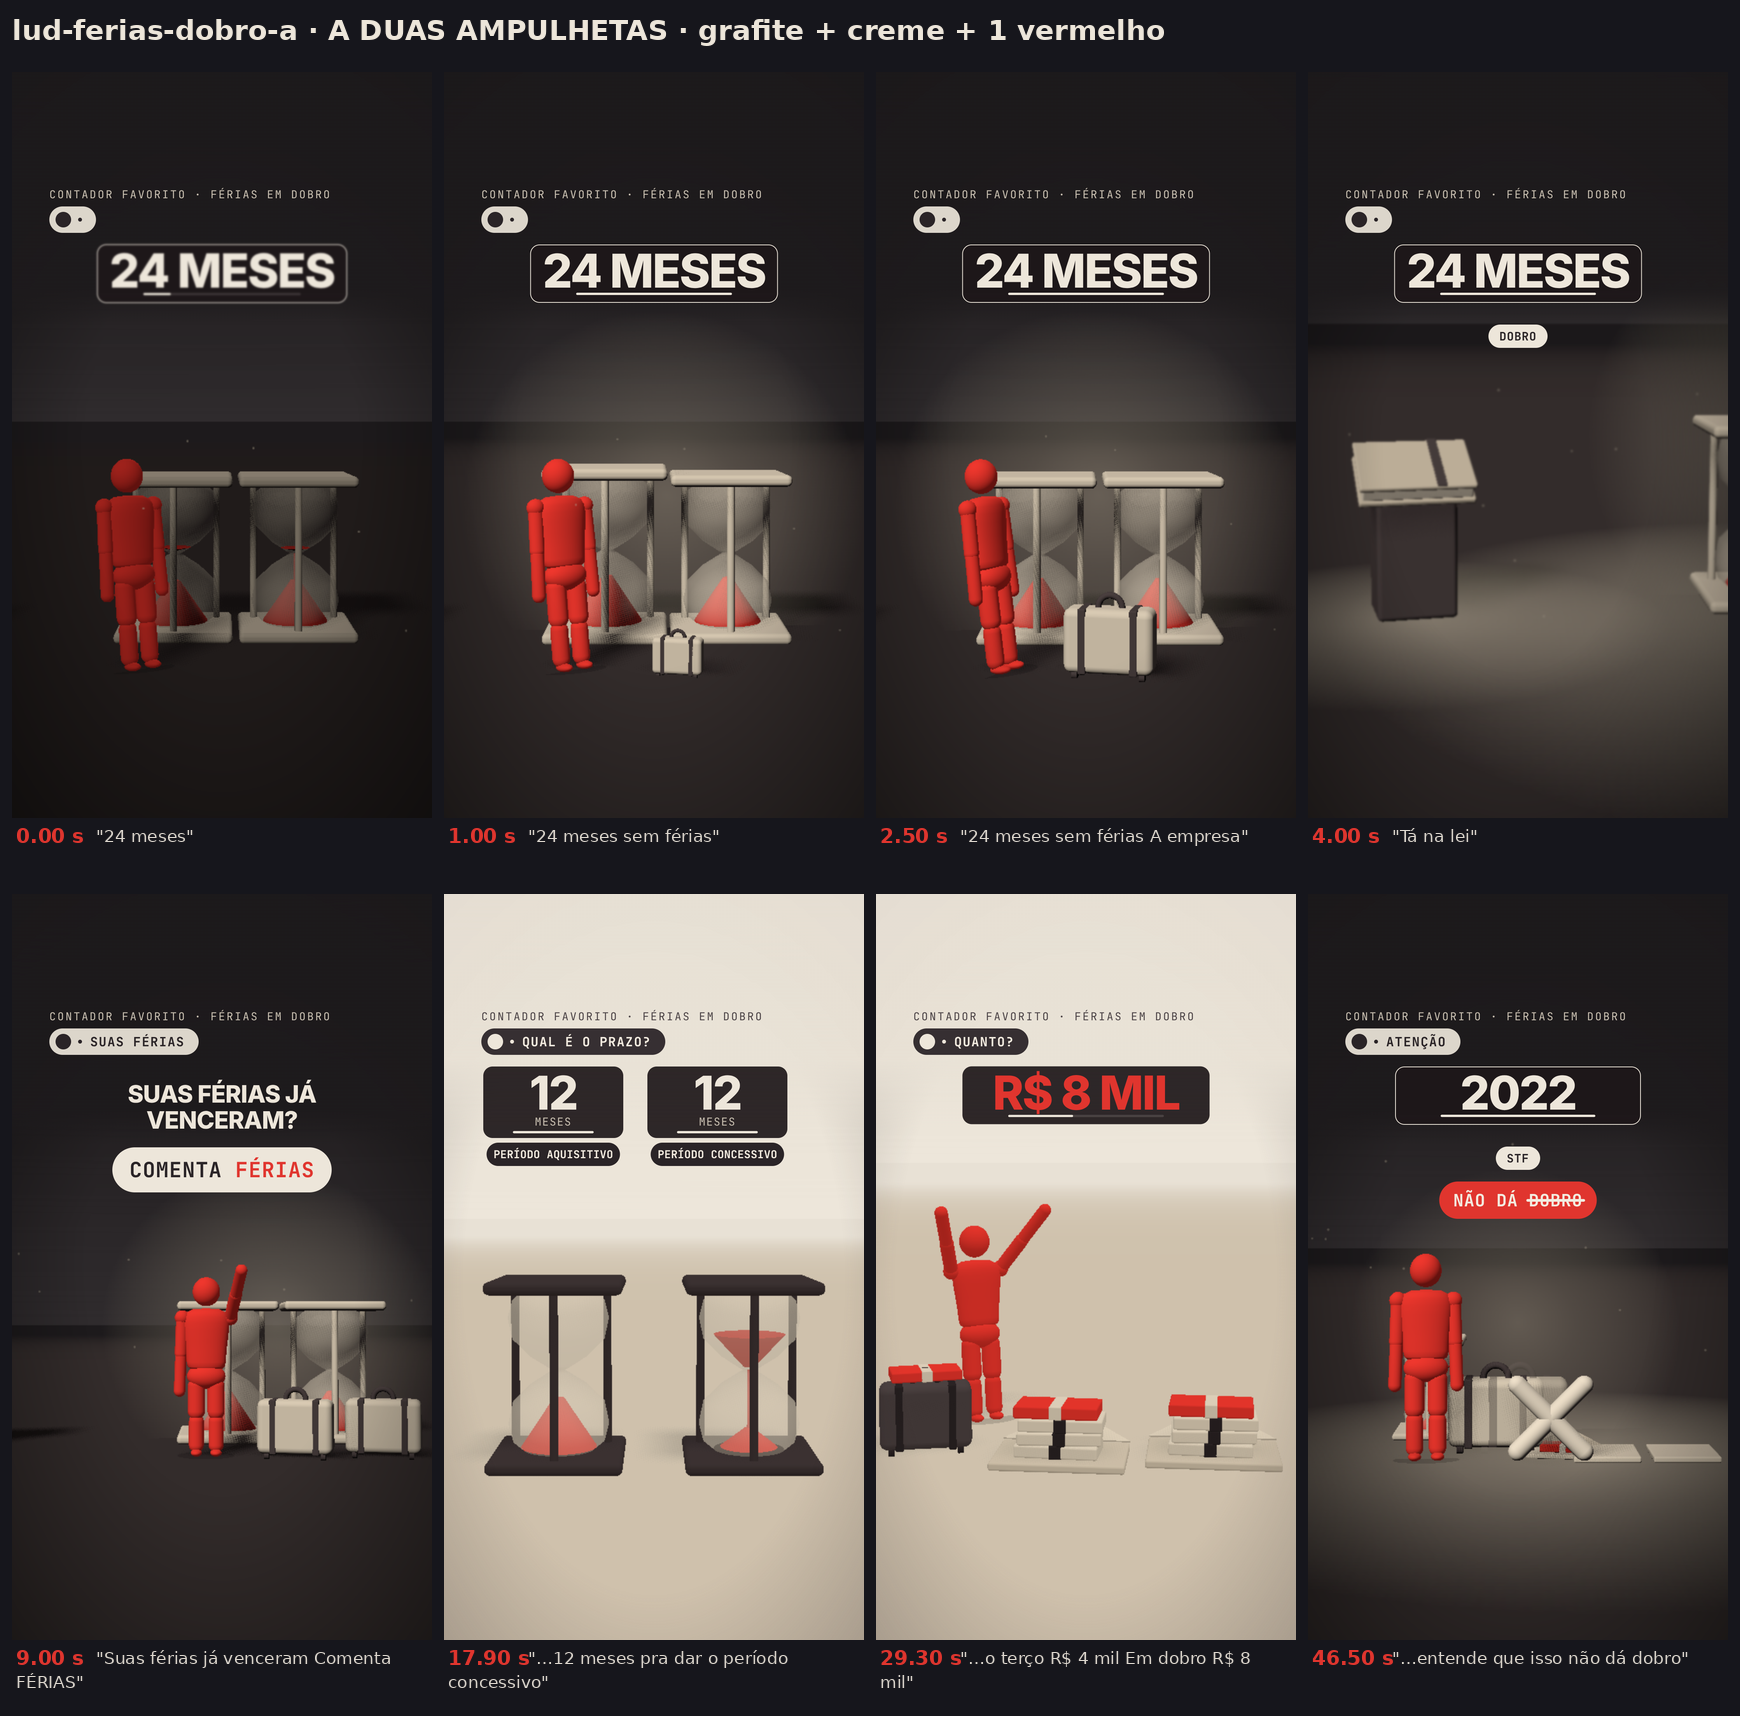 lud-ferias-dobro-a · A DUAS AMPULHETAS · grafite + creme + 1 vermelho
CONTADOR FAVORITO · FÉRIAS EM DOBRO
24 MESES
0.00 s "24 meses"
CONTADOR FAVORITO · FÉRIAS EM DOBRO
24 MESES
1.00 s "24 meses sem férias"
CONTADOR FAVORITO · FÉRIAS EM DOBRO
24 MESES
2.50 s "24 meses sem férias A empresa"
CONTADOR FAVORITO · FÉRIAS EM DOBRO
24 MESES
DOBRO
4.00 s "Tá na lei"
CONTADOR FAVORITO · FÉRIAS EM DOBRO
• SUAS FÉRIAS
SUAS FÉRIAS JÁ
VENCERAM?
COMENTA FÉRIAS
9.00 s "Suas férias já venceram Comenta
FÉRIAS"
CONTADOR FAVORITO · FÉRIAS EM DOBRO
• QUAL É O PRAZO?
12 12
MESES MESES
PERÍODO AQUISITIVO PERÍODO CONCESSIVO
17.90 s "...12 meses pra dar o período
concessivo"
CONTADOR FAVORITO · FÉRIAS EM DOBRO
• QUANTO?
R$ 8 MIL
29.30 s "...o terço R$ 4 mil Em dobro R$ 8
mil"
CONTADOR FAVORITO · FÉRIAS EM DOBRO
• ATENÇÃO
2022
STF
NÃO DÁ DOBRO
46.50 s "...entende que isso não dá dobro"